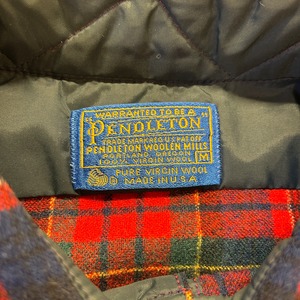 WARRANTED TO BE A
"PENDLETON"
TRADE MARK REG. U.S. PAT. OFF.
PENDLETON WOOLEN MILLS
PORTLAND, OREGON
100% VIRGIN WOOL M
PURE VIRGIN WOOL
MADE IN U.S.A.